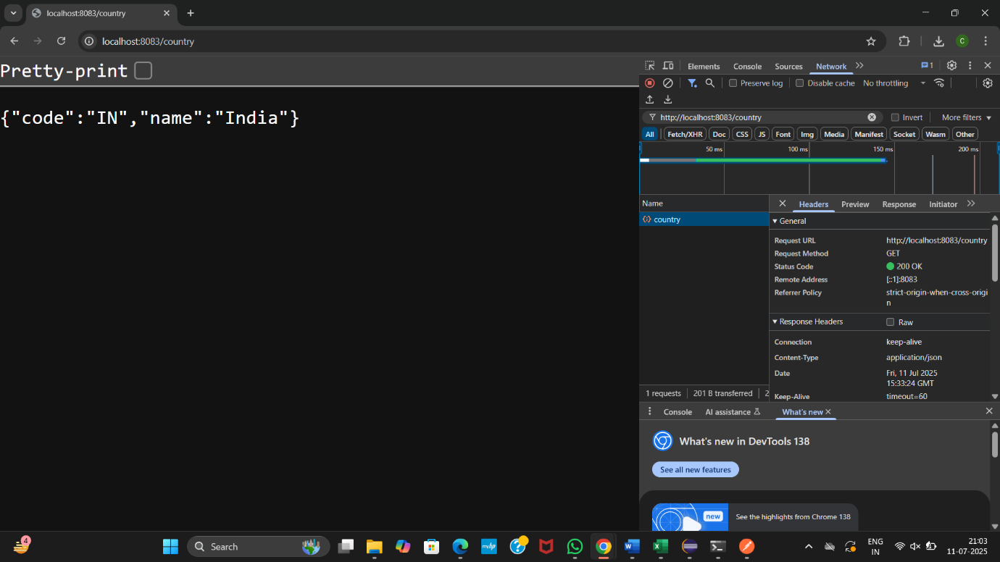 localhost:8083/country
localhost:8083/country
C
Pretty-print
{"code":"IN","name":"India"}
Elements Console Sources Network 1
Preserve log Disable cache No throttling
http://localhost:8083/country Invert More filters
All Fetch/XHR Doc CSS JS Font Img Media Manifest Socket Wasm Other
50 ms 100 ms 150 ms 200 ms
Name
country
Headers Preview Response Initiator
General
Request URL http://localhost:8083/country
Request Method GET
Status Code 200 OK
Remote Address [::1]:8083
Referrer Policy strict-origin-when-cross-origi
n
Response Headers Raw
Connection keep-alive
Content-Type application/json
Date Fri, 11 Jul 2025
15:33:24 GMT
Keep-Alive timeout=60
1 requests 201 B transferred 2
Console AI assistance What's new
What's new in DevTools 138
See all new features
new
See the highlights from Chrome 138
4
Search
myhp
W
X
ENG
IN
21:03
11-07-2025